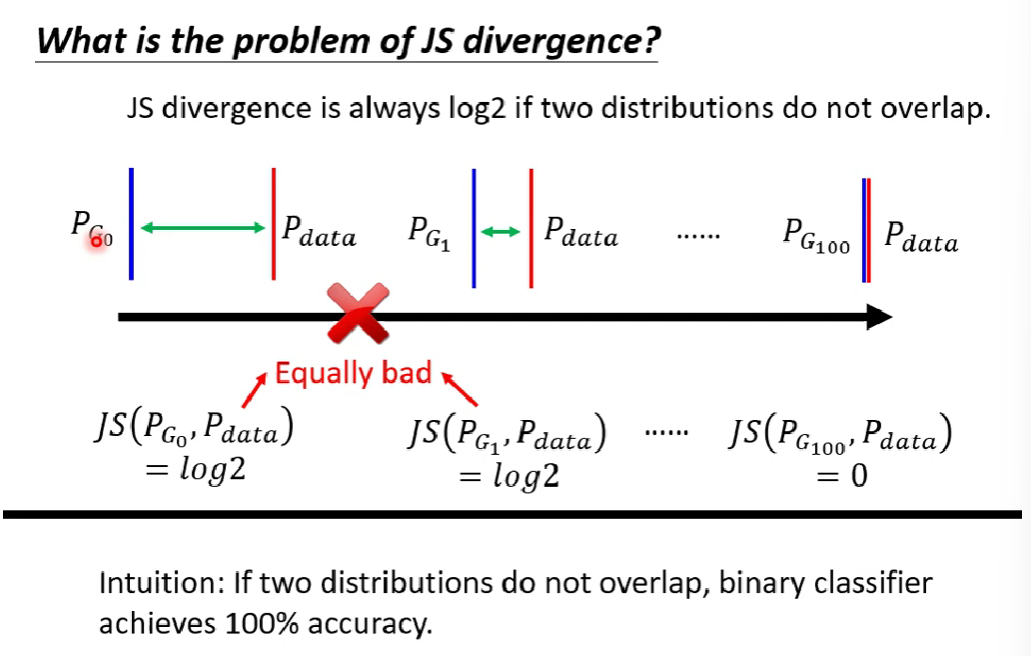 What is the problem of JS divergence?
JS divergence is always log2 if two distributions do not overlap.
P_{G_0} P_{data} P_{G_1} P_{data} ...... P_{G_{100}} P_{data}
Equally bad
JS(P_{G_0}, P_{data}) JS(P_{G_1}, P_{data}) ...... JS(P_{G_{100}}, P_{data})
= log2 = log2 = 0
Intuition: If two distributions do not overlap, binary classifier
achieves 100% accuracy.